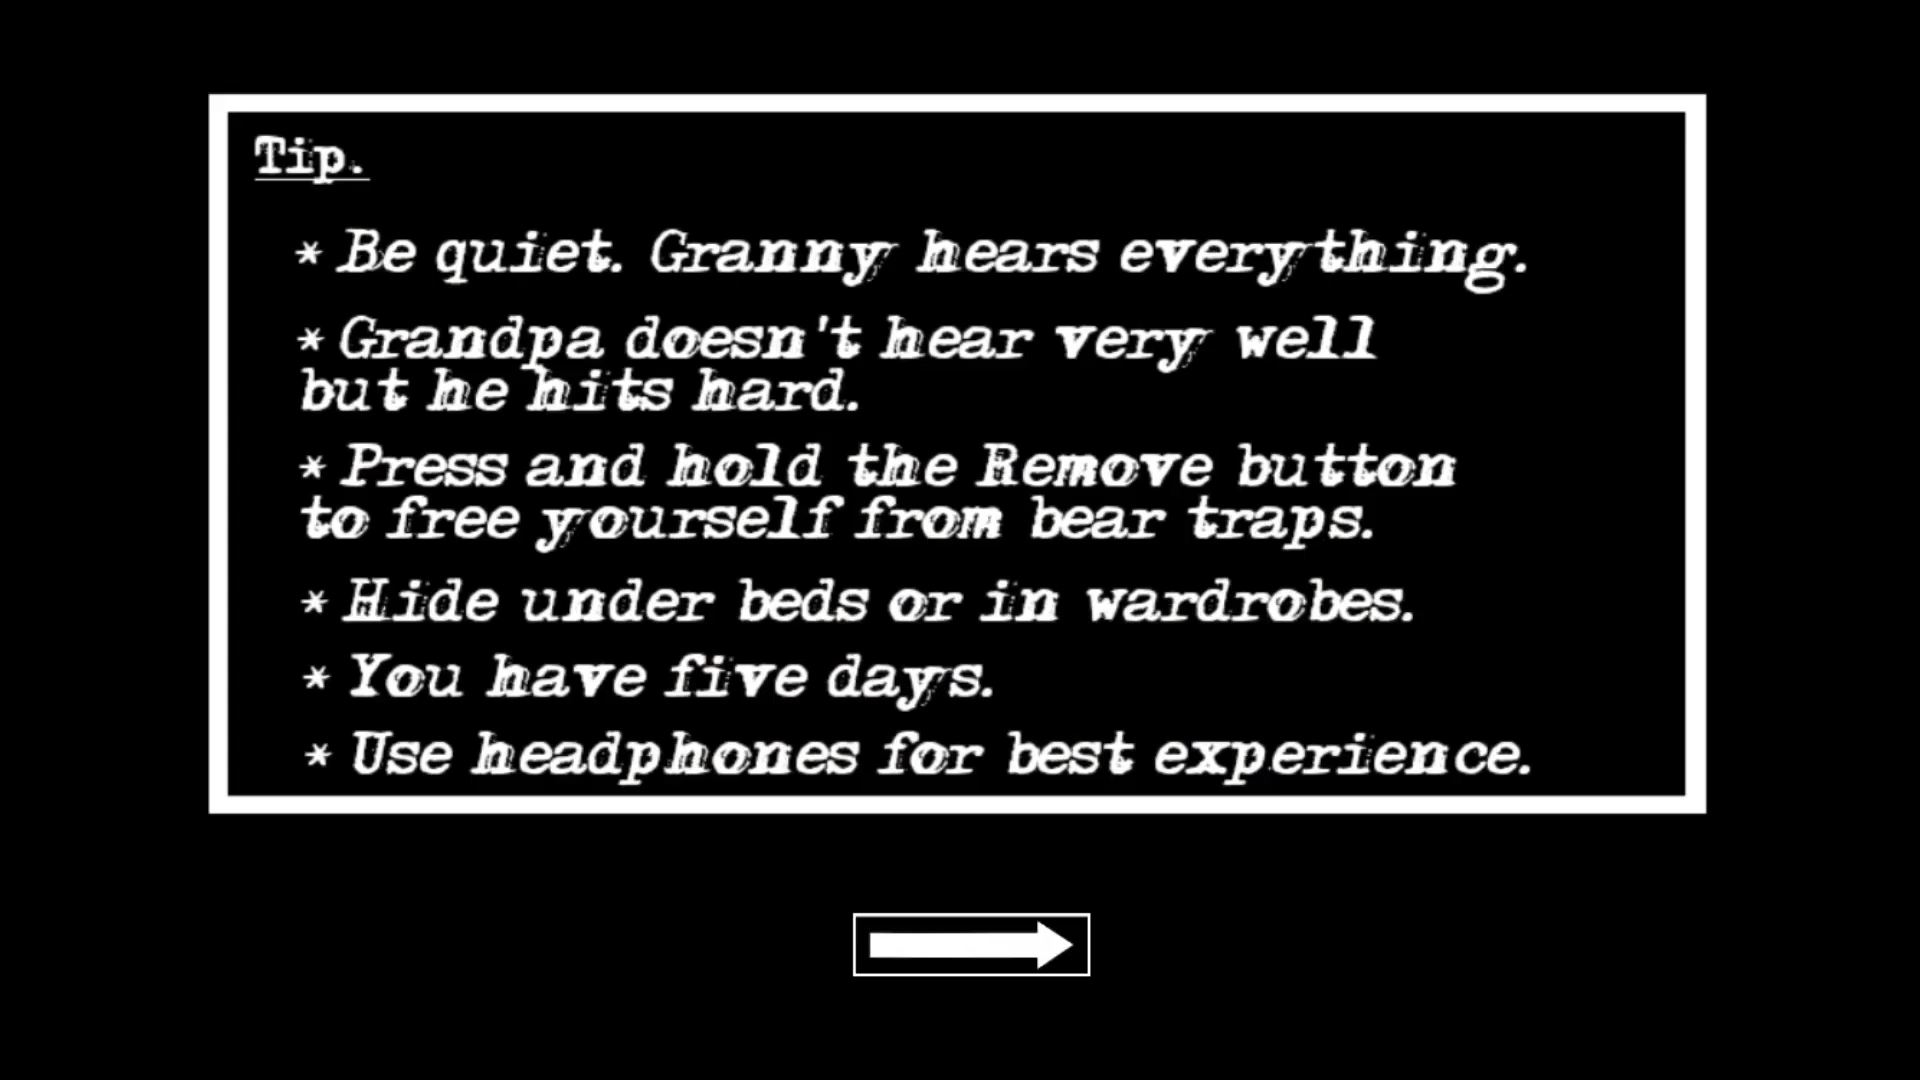 Tip.
* Be quiet. Granny hears everything.
* Grandpa doesn't hear very well
but he hits hard.
* Press and hold the Remove button
to free yourself from bear traps.
* Hide under beds or in wardrobes.
* You have five days.
* Use headphones for best experience.